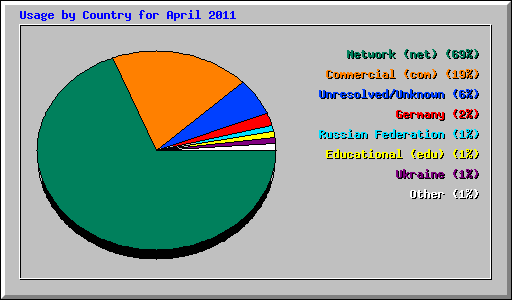 Usage by Country for April 2011
Network (net) (69%)
Commercial (com) (19%)
Unresolved/Unknown (6%)
Germany (2%)
Russian Federation (1%)
Educational (edu) (1%)
Ukraine (1%)
Other (1%)